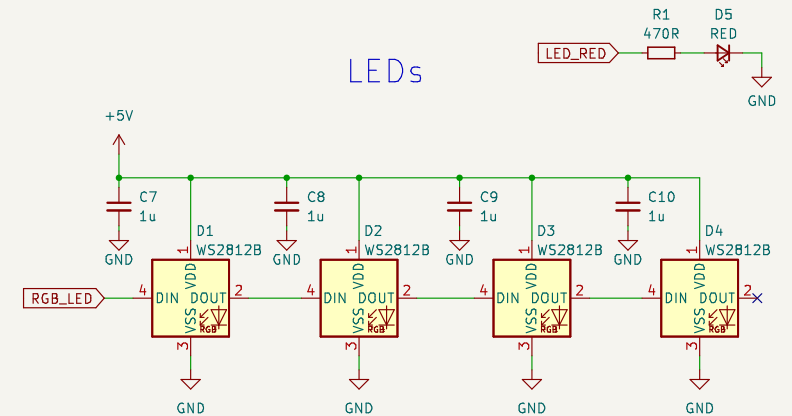 R1
470R
D5
RED
LED_RED
GND
LEDs
+5V
C7
1u
C8
1u
C9
1u
C10
1u
GND
GND
GND
GND
D1
WS2812B
D2
WS2812B
D3
WS2812B
D4
WS2812B
RGB_LED
4
DIN
1
VDD
DOUT
2
VSS
3
RGB
4
DIN
1
VDD
DOUT
2
VSS
3
RGB
4
DIN
1
VDD
DOUT
2
VSS
3
RGB
4
DIN
1
VDD
DOUT
2
VSS
3
RGB
GND
GND
GND
GND